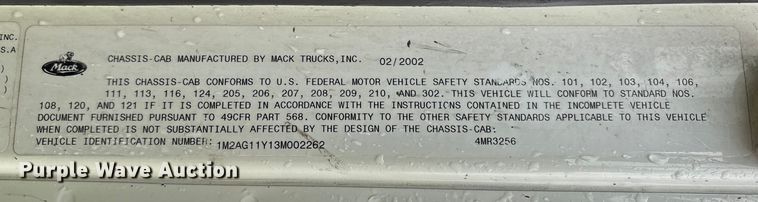 INC.
S.A
Mack
CHASSIS-CAB MANUFACTURED BY MACK TRUCKS, INC. 02/2002
THIS CHASSIS-CAB CONFORMS TO U.S. FEDERAL MOTOR VEHICLE SAFETY STANDARDS NOS. 101, 102, 103, 104, 106,
111, 113, 116, 124, 205, 206, 207, 208, 209, 210, AND 302. THIS VEHICLE WILL CONFORM TO STANDARD NOS.
108, 120, AND 121 IF IT IS COMPLETED IN ACCORDANCE WITH THE INSTRUCTIONS CONTAINED IN THE INCOMPLETE VEHICLE
DOCUMENT FURNISHED PURSUANT TO 49CFR PART 568. CONFORMITY TO THE OTHER SAFETY STANDARDS APPLICABLE TO THIS VEHICLE
WHEN COMPLETED IS NOT SUBSTANTIALLY AFFECTED BY THE DESIGN OF THE CHASSIS-CAB.
VEHICLE IDENTIFICATION NUMBER: 1M2AG11Y13M002262 4MR3256
Purple Wave Auction